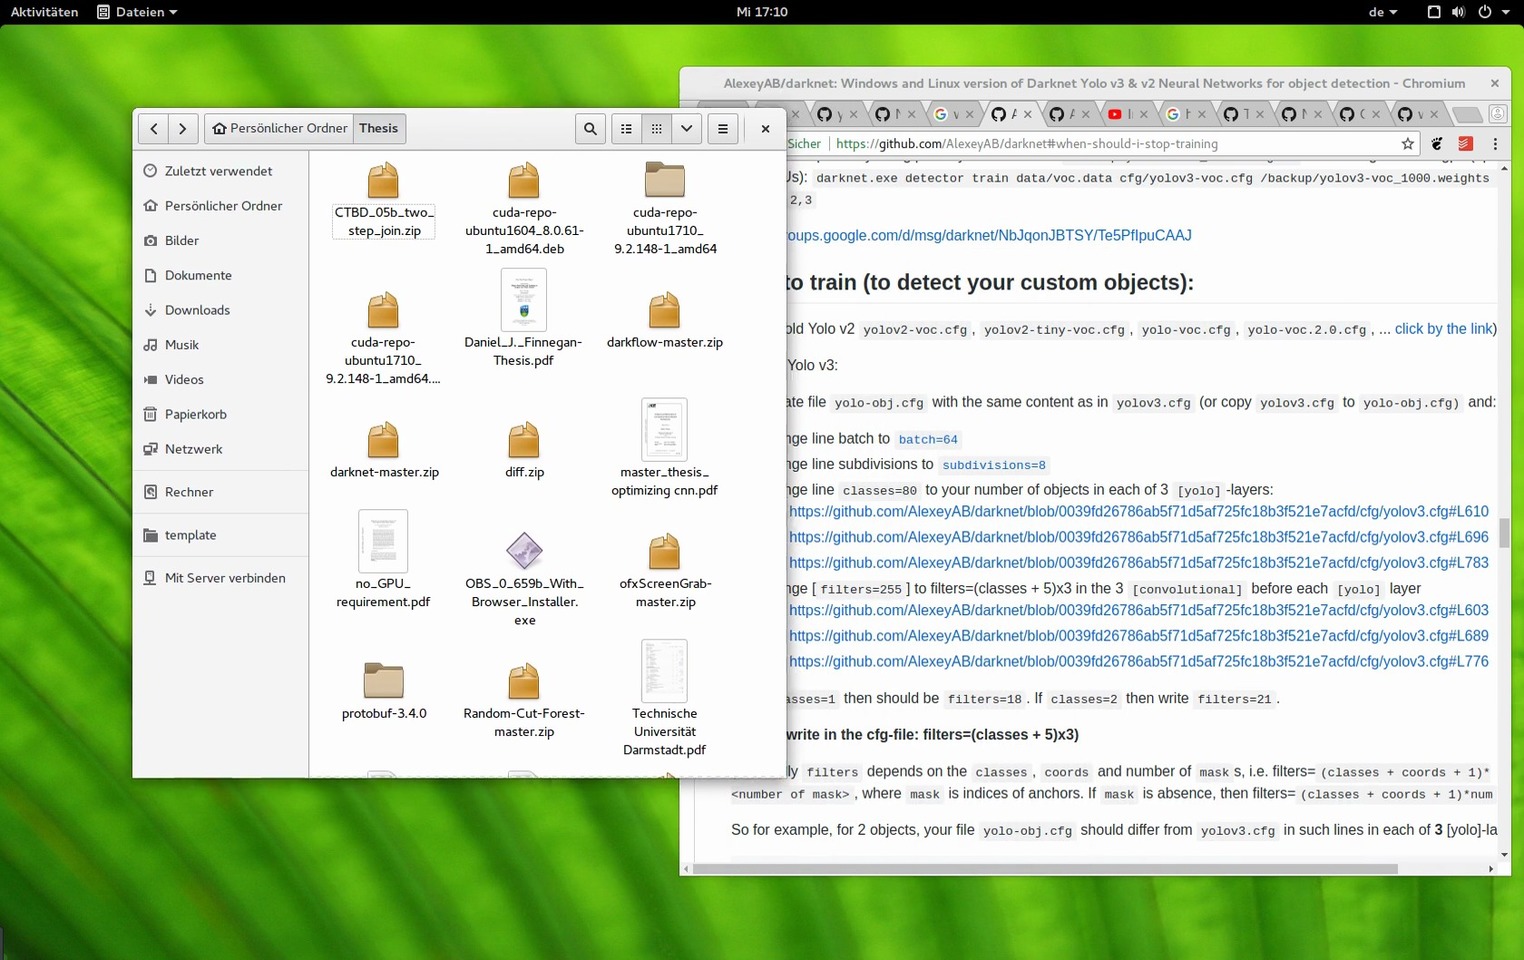 Aktivitäten
Dateien
Mi 17:10
de
AlexeyAB/darknet: Windows and Linux version of Darknet Yolo v3 & v2 Neural Networks for object detection - Chromium
Sicher
https://github.com/AlexeyAB/darknet#when-should-i-stop-training
Persönlicher Ordner
Thesis
Zuletzt verwendet
Persönlicher Ordner
Bilder
Dokumente
Downloads
Musik
Videos
Papierkorb
Netzwerk
Rechner
template
Mit Server verbinden
CTBD_05b_two_
step_join.zip
cuda-repo-
ubuntu1604_8.0.61-
1_amd64.deb
cuda-repo-
ubuntu1710_
9.2.148-1_amd64
cuda-repo-
ubuntu1710_
9.2.148-1_amd64....
Daniel_J._Finnegan-
Thesis.pdf
darkflow-master.zip
darknet-master.zip
diff.zip
master_thesis_
optimizing cnn.pdf
no_GPU_
requirement.pdf
OBS_0_659b_With_
Browser_Installer.
exe
ofxScreenGrab-
master.zip
protobuf-3.4.0
Random-Cut-Forest-
master.zip
Technische
Universität
Darmstadt.pdf
Us): darknet.exe detector train data/voc.data cfg/yolov3-voc.cfg /backup/yolov3-voc_1000.weights
2,3
roups.google.com/d/msg/darknet/NbJqonJBTSY/Te5PfIpuCAAJ
to train (to detect your custom objects):
old Yolo v2 yolov2-voc.cfg, yolov2-tiny-voc.cfg, yolo-voc.cfg, yolo-voc.2.0.cfg, ... click by the link)
Yolo v3:
ate file yolo-obj.cfg with the same content as in yolov3.cfg (or copy yolov3.cfg to yolo-obj.cfg) and:
nge line batch to batch=64
nge line subdivisions to subdivisions=8
nge line classes=80 to your number of objects in each of 3 [yolo]-layers:
https://github.com/AlexeyAB/darknet/blob/0039fd26786ab5f71d5af725fc18b3f521e7acfd/cfg/yolov3.cfg#L610
https://github.com/AlexeyAB/darknet/blob/0039fd26786ab5f71d5af725fc18b3f521e7acfd/cfg/yolov3.cfg#L696
https://github.com/AlexeyAB/darknet/blob/0039fd26786ab5f71d5af725fc18b3f521e7acfd/cfg/yolov3.cfg#L783
nge [filters=255] to filters=(classes + 5)x3 in the 3 [convolutional] before each [yolo] layer
https://github.com/AlexeyAB/darknet/blob/0039fd26786ab5f71d5af725fc18b3f521e7acfd/cfg/yolov3.cfg#L603
https://github.com/AlexeyAB/darknet/blob/0039fd26786ab5f71d5af725fc18b3f521e7acfd/cfg/yolov3.cfg#L689
https://github.com/AlexeyAB/darknet/blob/0039fd26786ab5f71d5af725fc18b3f521e7acfd/cfg/yolov3.cfg#L776
asses=1 then should be filters=18. If classes=2 then write filters=21.
write in the cfg-file: filters=(classes + 5)x3)
ly filters depends on the classes, coords and number of masks, i.e. filters= (classes + coords + 1)*
<number of mask>, where mask is indices of anchors. If mask is absence, then filters= (classes + coords + 1)*num
So for example, for 2 objects, your file yolo-obj.cfg should differ from yolov3.cfg in such lines in each of 3 [yolo]-la